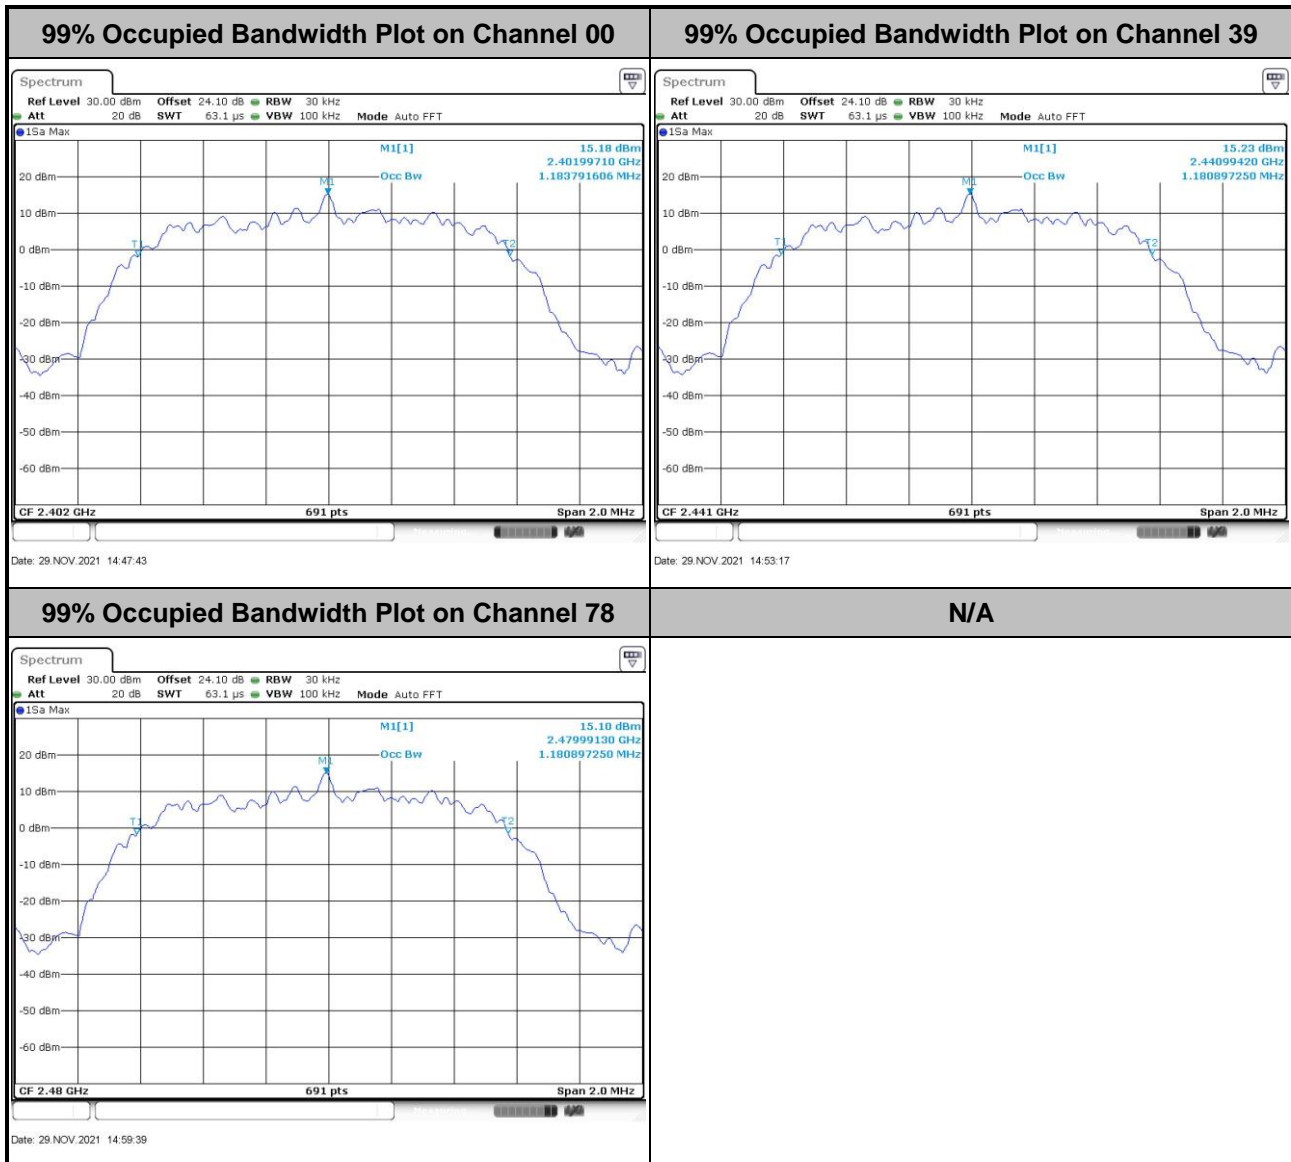 99% Occupied Bandwidth Plot on Channel 00
99% Occupied Bandwidth Plot on Channel 39
Spectrum
Ref Level 30.00 dBm Offset 24.10 dB RBW 30 kHz
Att 20 dB SWT 63.1 µs VBW 100 kHz Mode Auto FFT
1Sa Max
M1[1] 15.18 dBm
2.40199710 GHz
Occ Bw 1.183791606 MHz
M1
T1
T2
20 dBm
10 dBm
0 dBm
-10 dBm
-20 dBm
-30 dBm
-40 dBm
-50 dBm
-60 dBm
CF 2.402 GHz 691 pts Span 2.0 MHz
Date: 29.NOV.2021 14:47:43
Spectrum
Ref Level 30.00 dBm Offset 24.10 dB RBW 30 kHz
Att 20 dB SWT 63.1 µs VBW 100 kHz Mode Auto FFT
1Sa Max
M1[1] 15.23 dBm
2.44099420 GHz
Occ Bw 1.180897250 MHz
M1
T1
T2
20 dBm
10 dBm
0 dBm
-10 dBm
-20 dBm
-30 dBm
-40 dBm
-50 dBm
-60 dBm
CF 2.441 GHz 691 pts Span 2.0 MHz
Date: 29.NOV.2021 14:53:17
99% Occupied Bandwidth Plot on Channel 78
N/A
Spectrum
Ref Level 30.00 dBm Offset 24.10 dB RBW 30 kHz
Att 20 dB SWT 63.1 µs VBW 100 kHz Mode Auto FFT
1Sa Max
M1[1] 15.10 dBm
2.47999130 GHz
Occ Bw 1.180897250 MHz
M1
T1
T2
20 dBm
10 dBm
0 dBm
-10 dBm
-20 dBm
-30 dBm
-40 dBm
-50 dBm
-60 dBm
CF 2.48 GHz 691 pts Span 2.0 MHz
Date: 29.NOV.2021 14:59:39